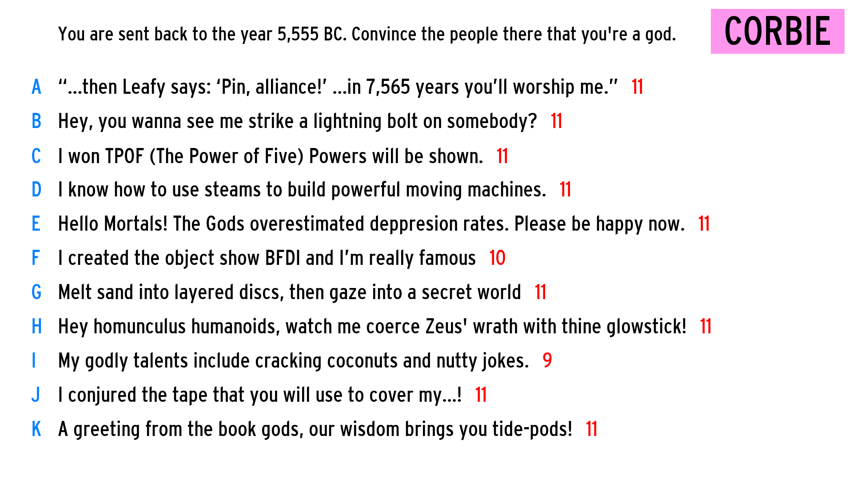 You are sent back to the year 5,555 BC. Convince the people there that you're a god.
CORBIE
A “...then Leafy says: ‘Pin, alliance!’ ...in 7,565 years you’ll worship me.” 11
B Hey, you wanna see me strike a lightning bolt on somebody? 11
C I won TPOF (The Power of Five) Powers will be shown. 11
D I know how to use steams to build powerful moving machines. 11
E Hello Mortals! The Gods overestimated deppresion rates. Please be happy now. 11
F I created the object show BFDI and I’m really famous 10
G Melt sand into layered discs, then gaze into a secret world 11
H Hey homunculus humanoids, watch me coerce Zeus' wrath with thine glowstick! 11
I My godly talents include cracking coconuts and nutty jokes. 9
J I conjured the tape that you will use to cover my...! 11
K A greeting from the book gods, our wisdom brings you tide-pods! 11